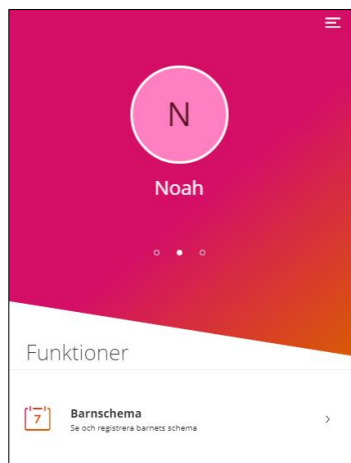 N
Noah
Funktioner
7
Barnschema
Se och registrera barnets schema